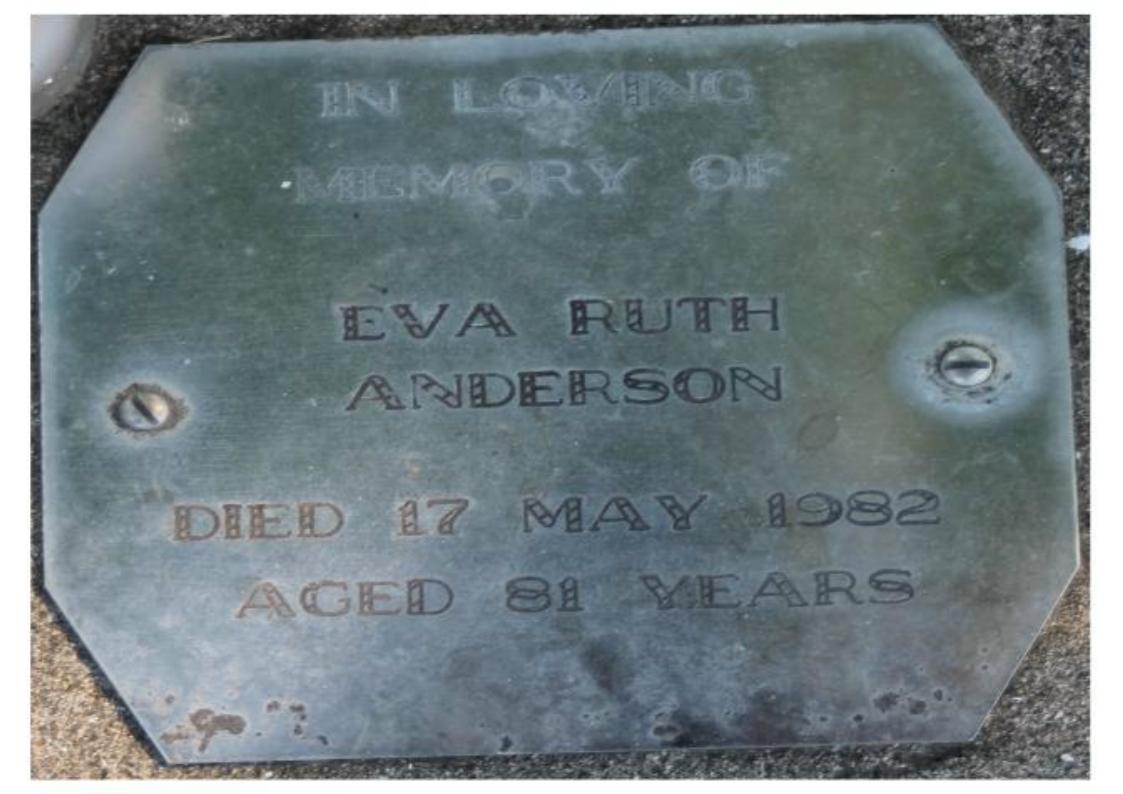 IN LOVING
MEMORY OF
EVA RUTH
ANDERSON
DIED 17 MAY 1982
AGED 81 YEARS